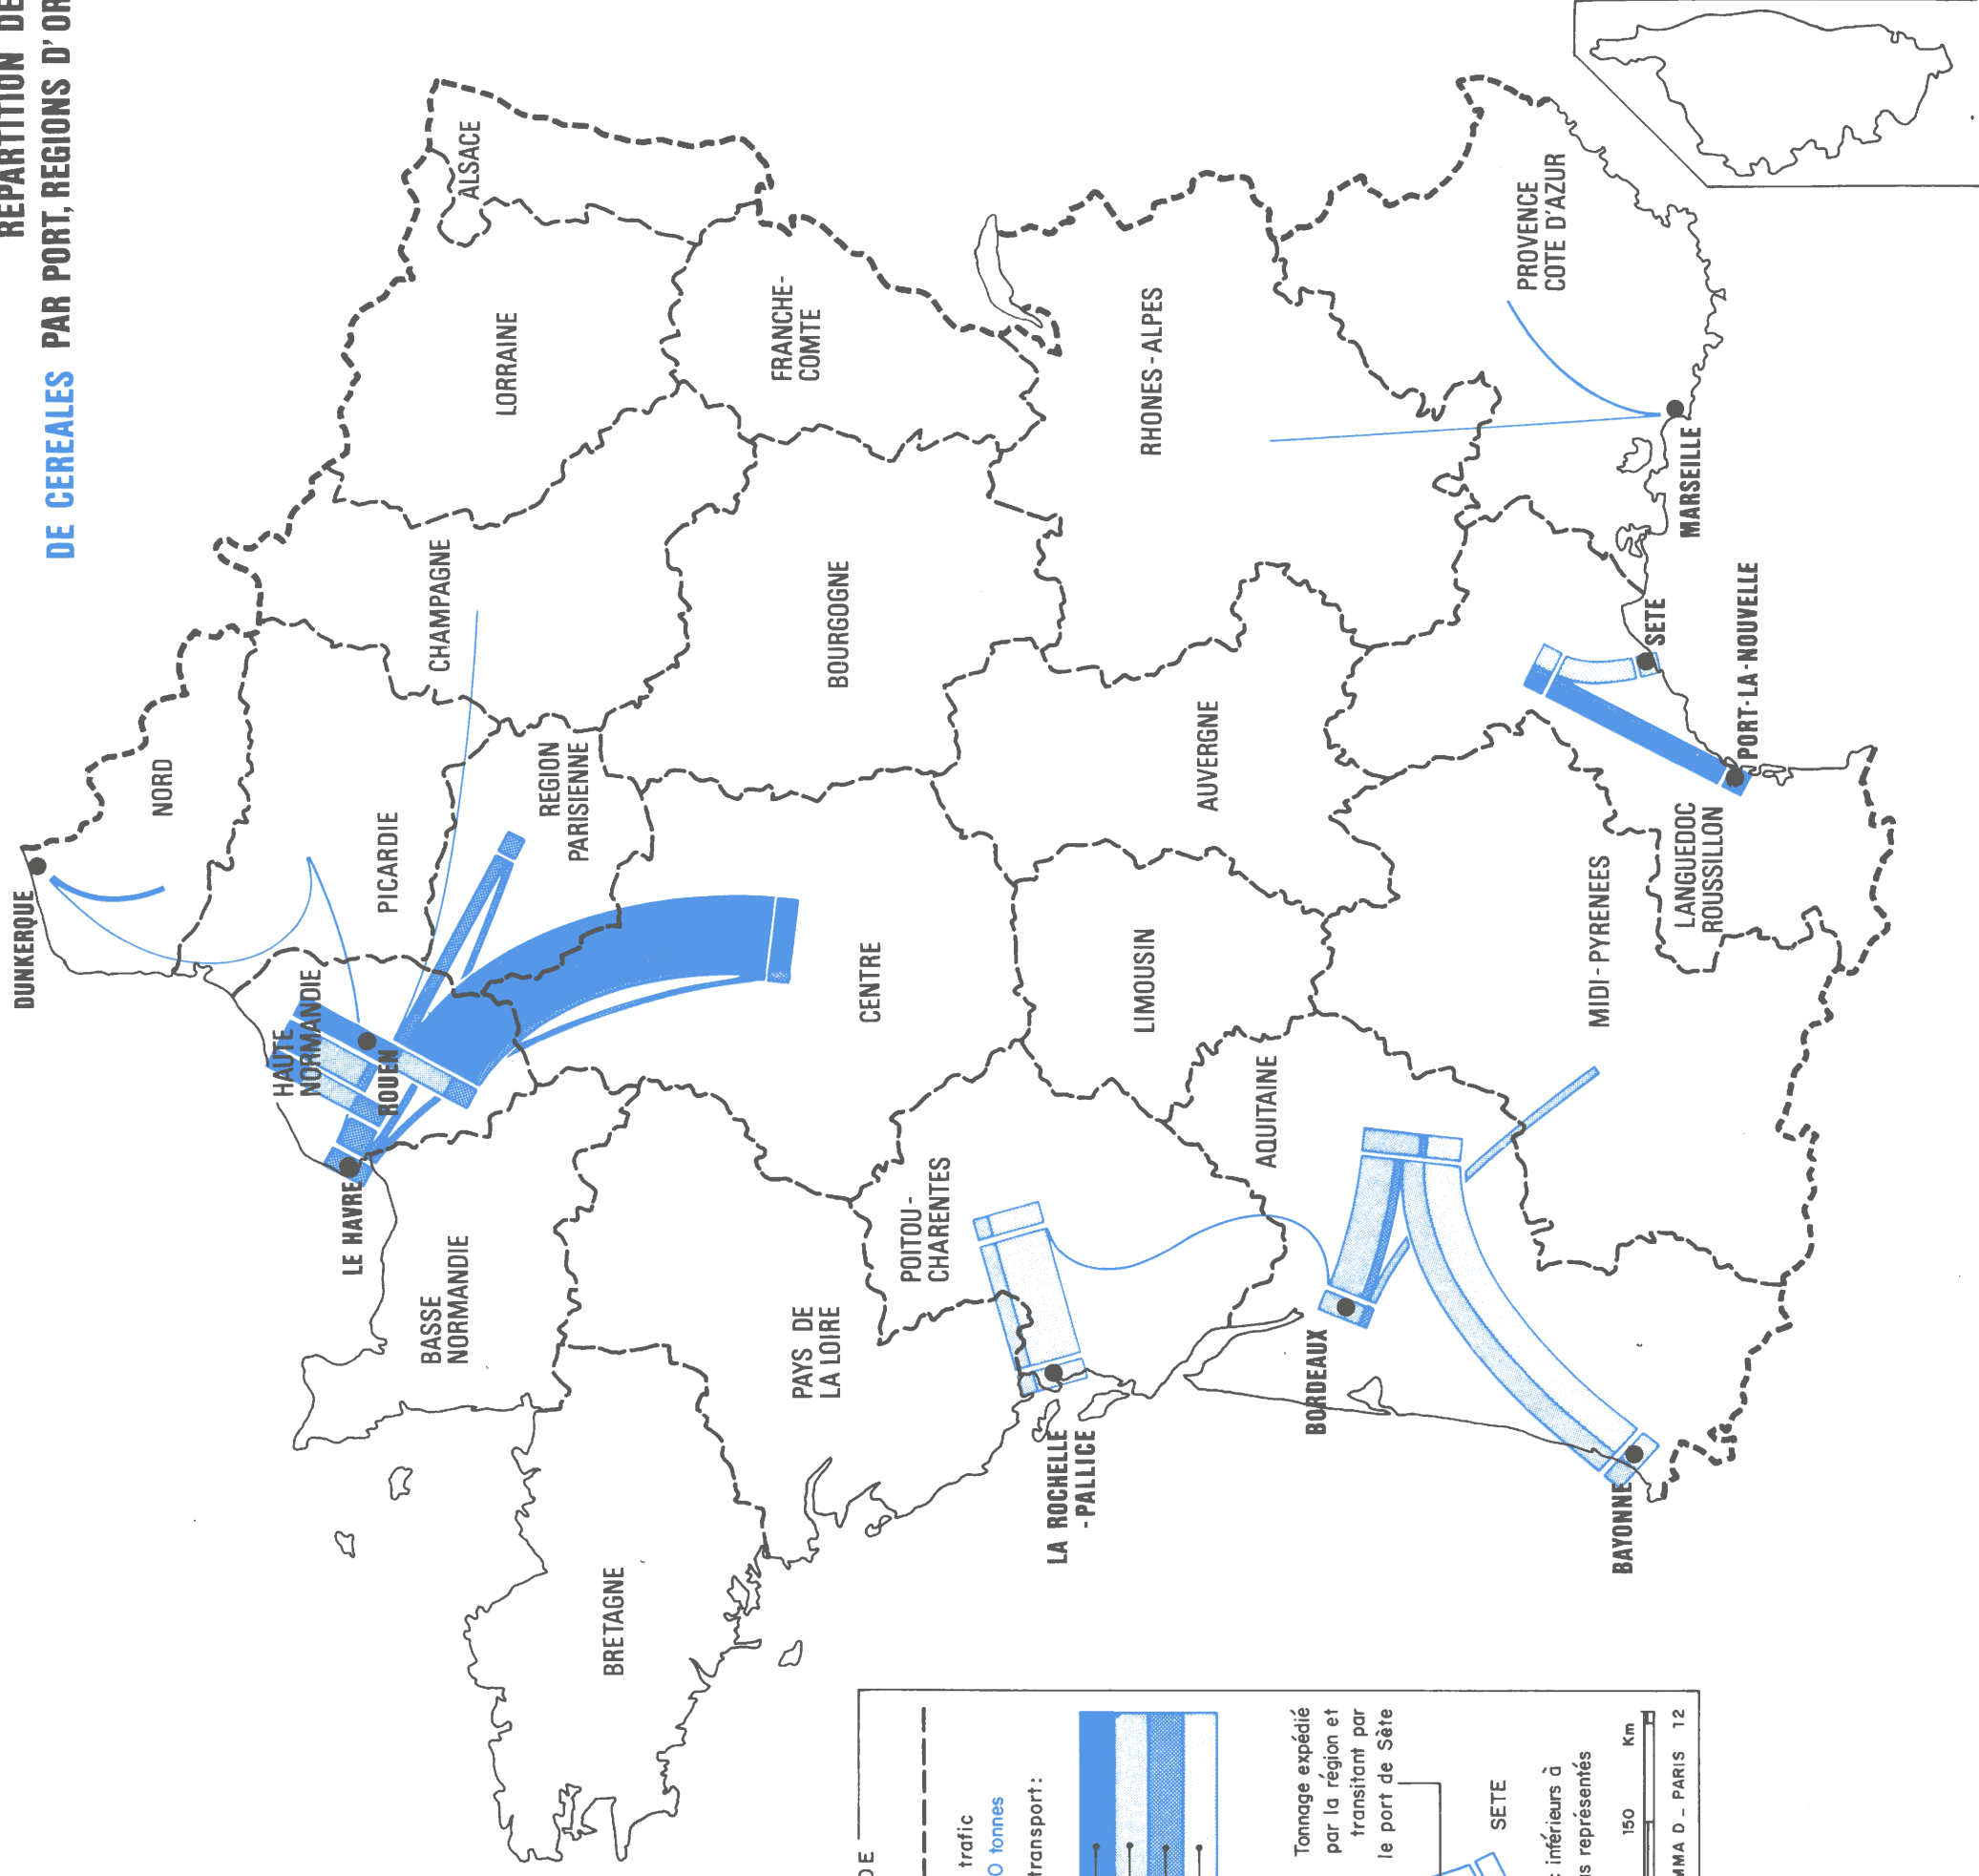 REPARTITION DE
DE CEREALES PAR PORT, REGIONS D'OR
DUNKERQUE
NORD
PICARDIE
HAUTE
NORMANDIE
ROUEN
LE HAVRE
BASSE
NORMANDIE
CHAMPAGNE
REGION
PARISIENNE
LORRAINE
ALSACE
FRANCHE-
COMTE
BOURGOGNE
CENTRE
BRETAGNE
PAYS DE
LA LOIRE
POITOU-
CHARENTES
LA ROCHELLE
-PALLICE
LIMOUSIN
AUVERGNE
RHONES-ALPES
AQUITAINE
BORDEAUX
BAYONNE
MIDI-PYRENEES
LANGUEDOC
ROUSSILLON
PORT-LA-NOUVELLE
SETE
MARSEILLE
PROVENCE
COTE D'AZUR
DE
trafic
0 tonnes
transport:
Tonnage expédié
par la région et
transitant par
le port de Sète
SETE
inférieurs à
s représentés
150 Km
MMA D_ PARIS 12